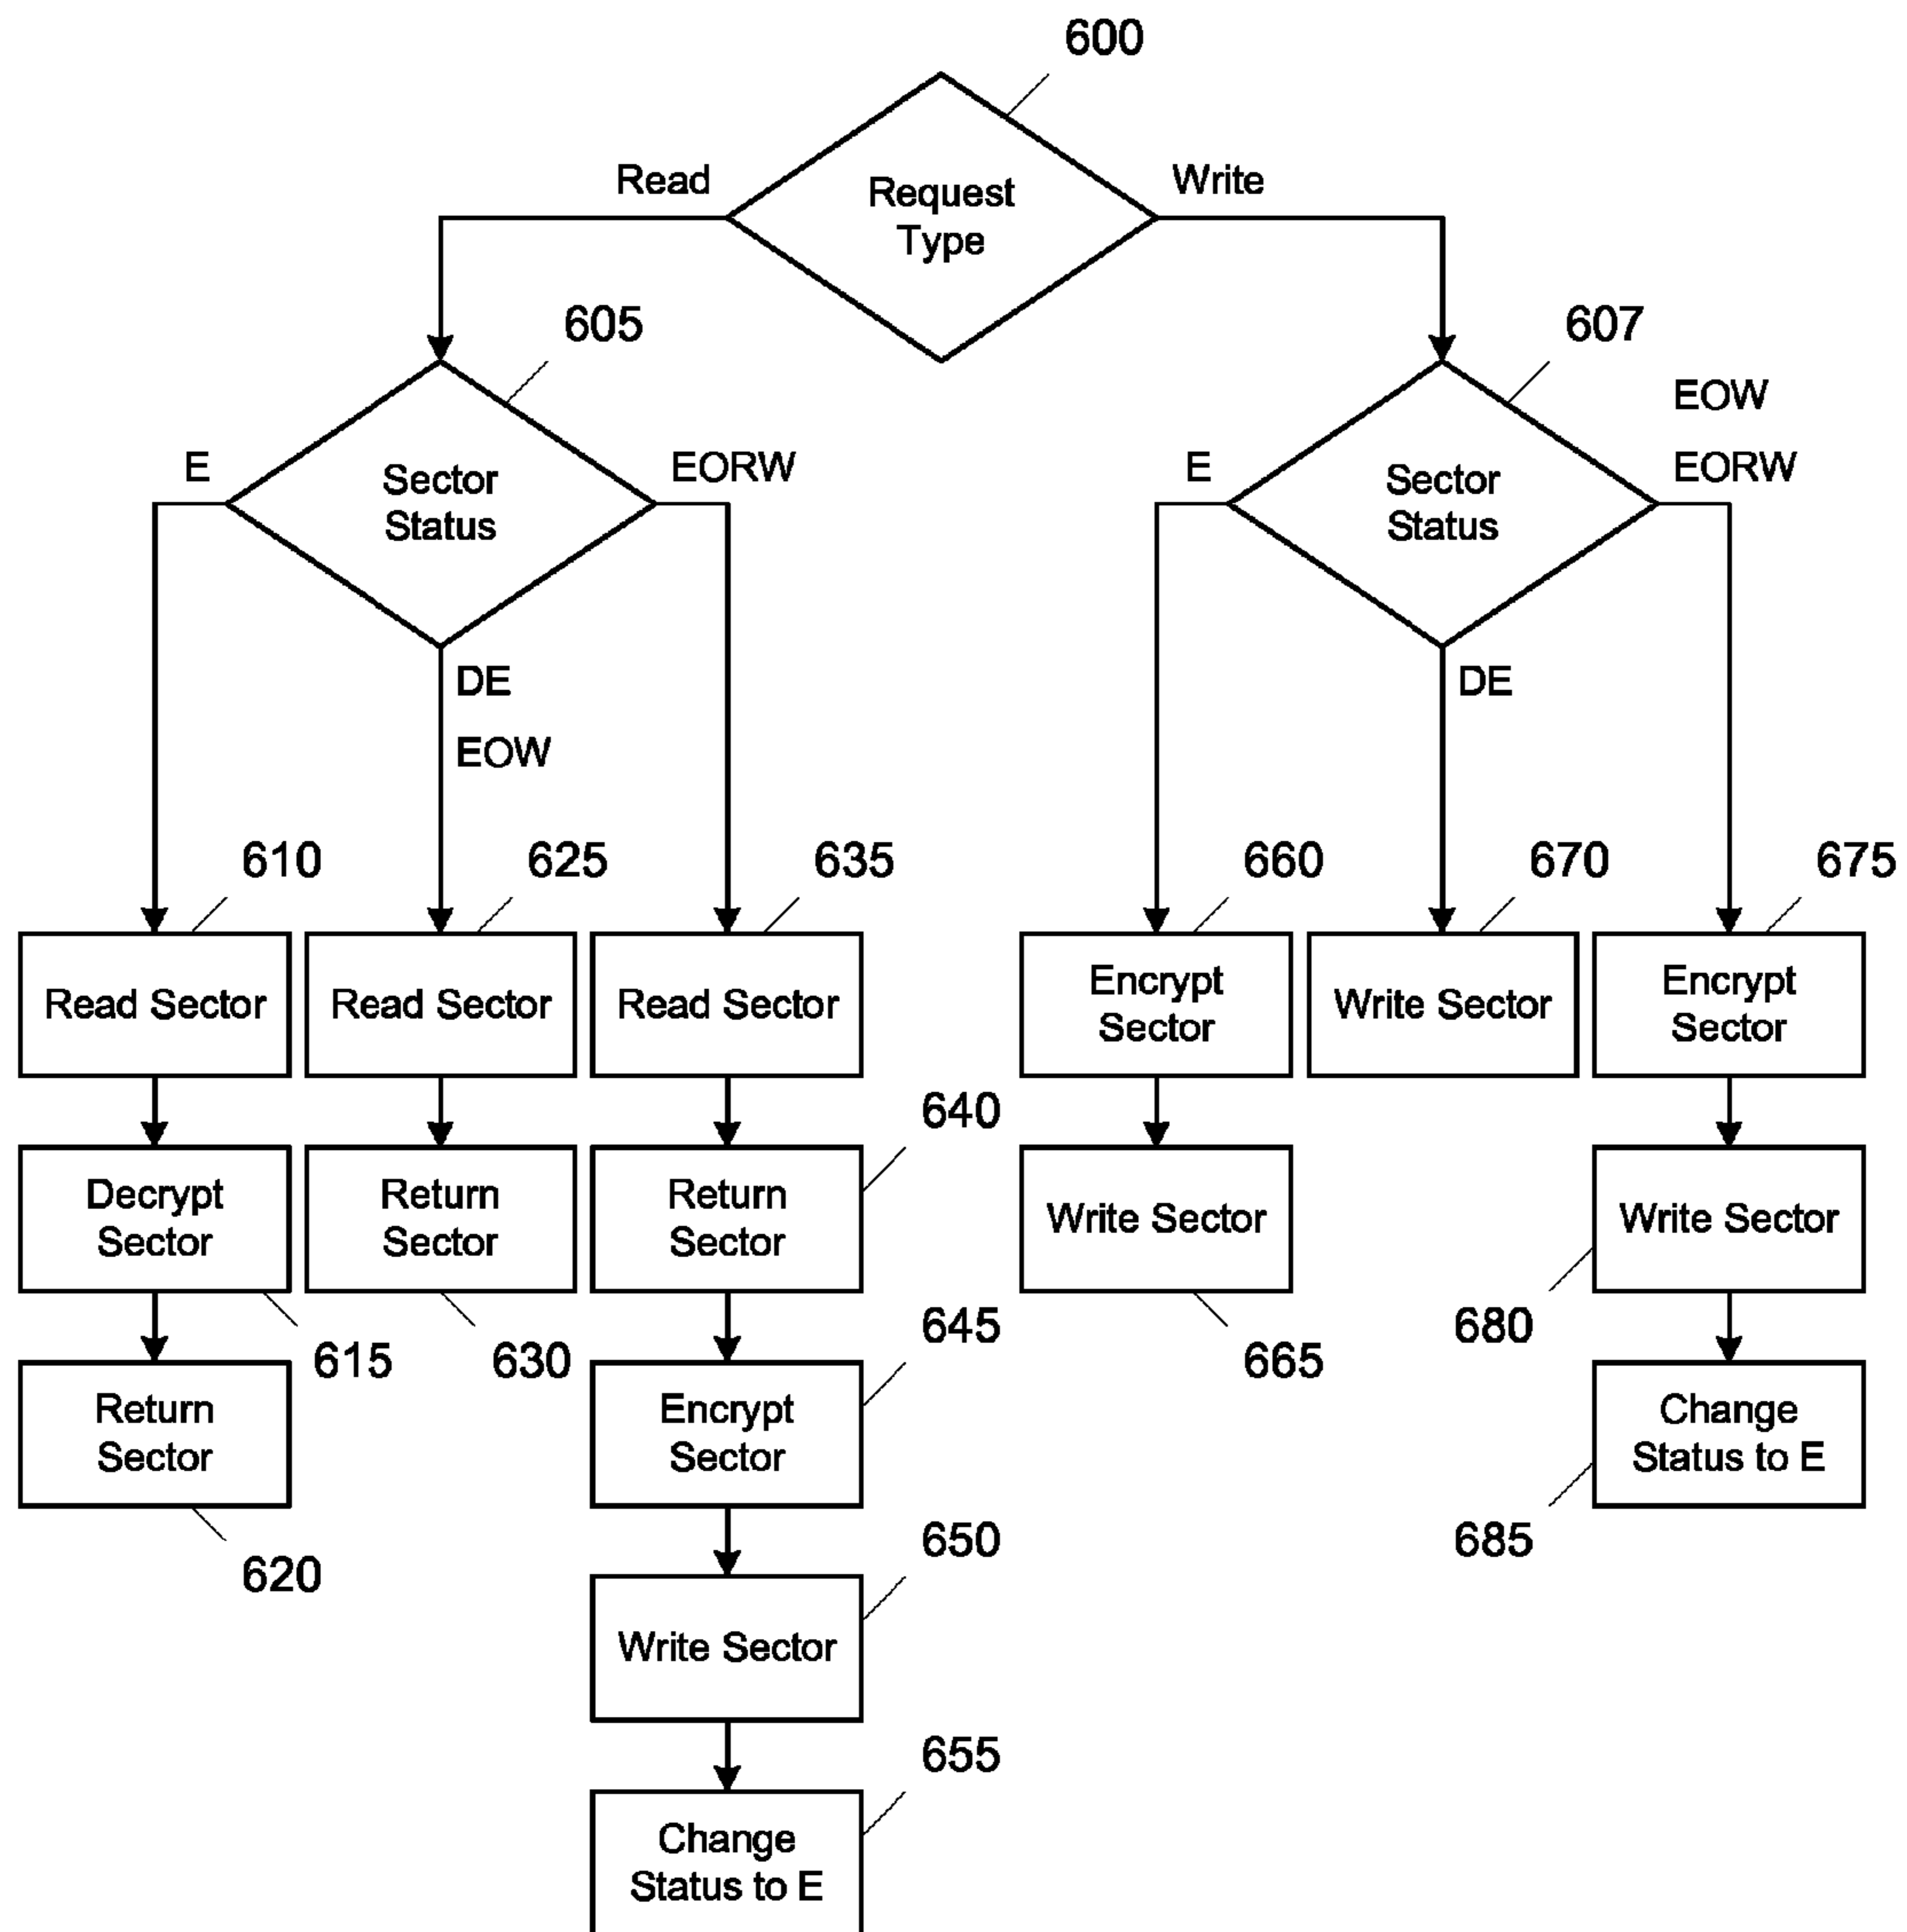 600
Read
Request
Type
Write
605
607
E
Sector
Status
EORW
E
Sector
Status
EOW
EORW
DE
EOW
DE
610
625
635
660
670
675
Read Sector
Read Sector
Read Sector
Encrypt
Sector
Write Sector
Encrypt
Sector
640
Decrypt
Sector
Return
Sector
Return
Sector
Write Sector
Write Sector
615
630
645
665
680
Return
Sector
Encrypt
Sector
Change
Status to E
620
650
685
Write Sector
655
Change
Status to E